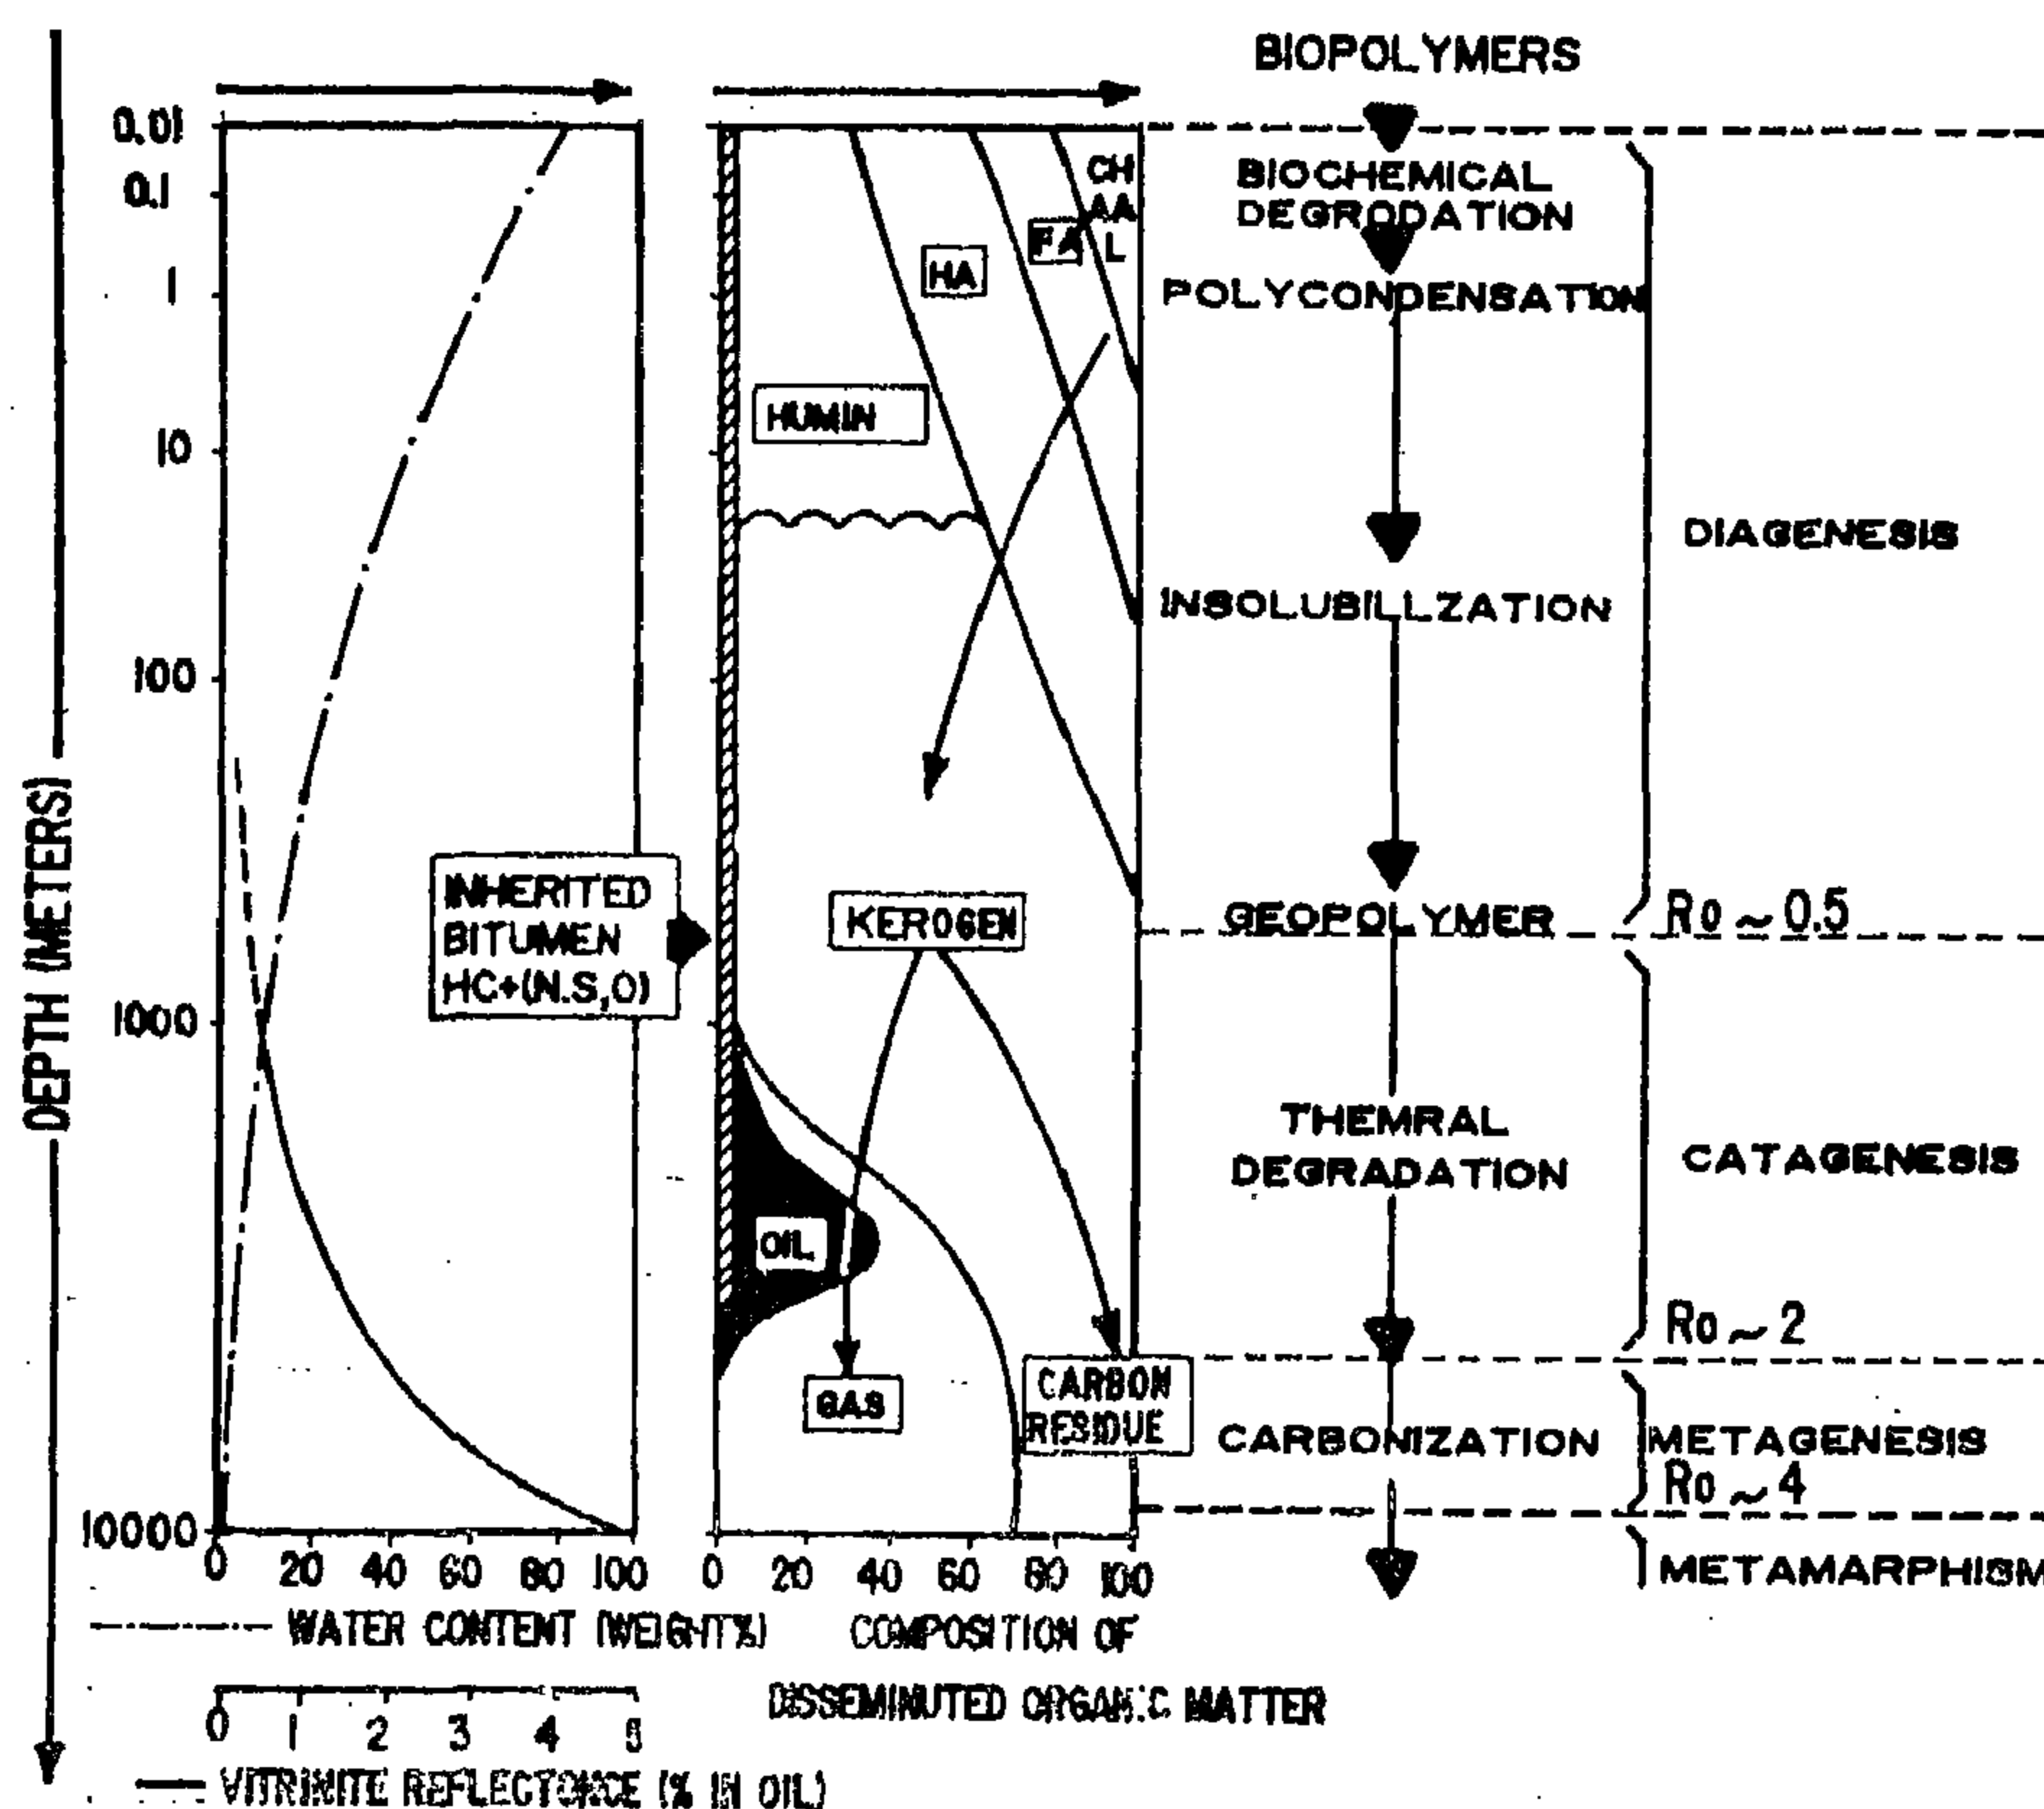 BIOPOLYMERS
0.01
0.1
1
10
100
1000
10000
DEPTH (METERS)
CH
AA
L
FA
HA
HUMIN
INHERITED
BITUMEN
HC+(N.S,O)
KEROGEN
OIL
GAS
CARBON
RESIDUE
BIOCHEMICAL
DEGRODATION
POLYCONDENSATION
INSOLUBILLZATION
GEOPOLYMER
THEMRAL
DEGRADATION
CARBONIZATION
DIAGENESIS
Ro ~ 0.5
CATAGENESIS
Ro ~ 2
METAGENESIS
Ro ~ 4
METAMARPHISM
0 20 40 60 80 100
0 20 40 60 80 100
WATER CONTENT (WEIGHT%)
COMPOSITION OF
DISSEMINUTED ORGANIC MATTER
0 1 2 3 4 5
VITRINITE REFLECTONCE (% IN OIL)